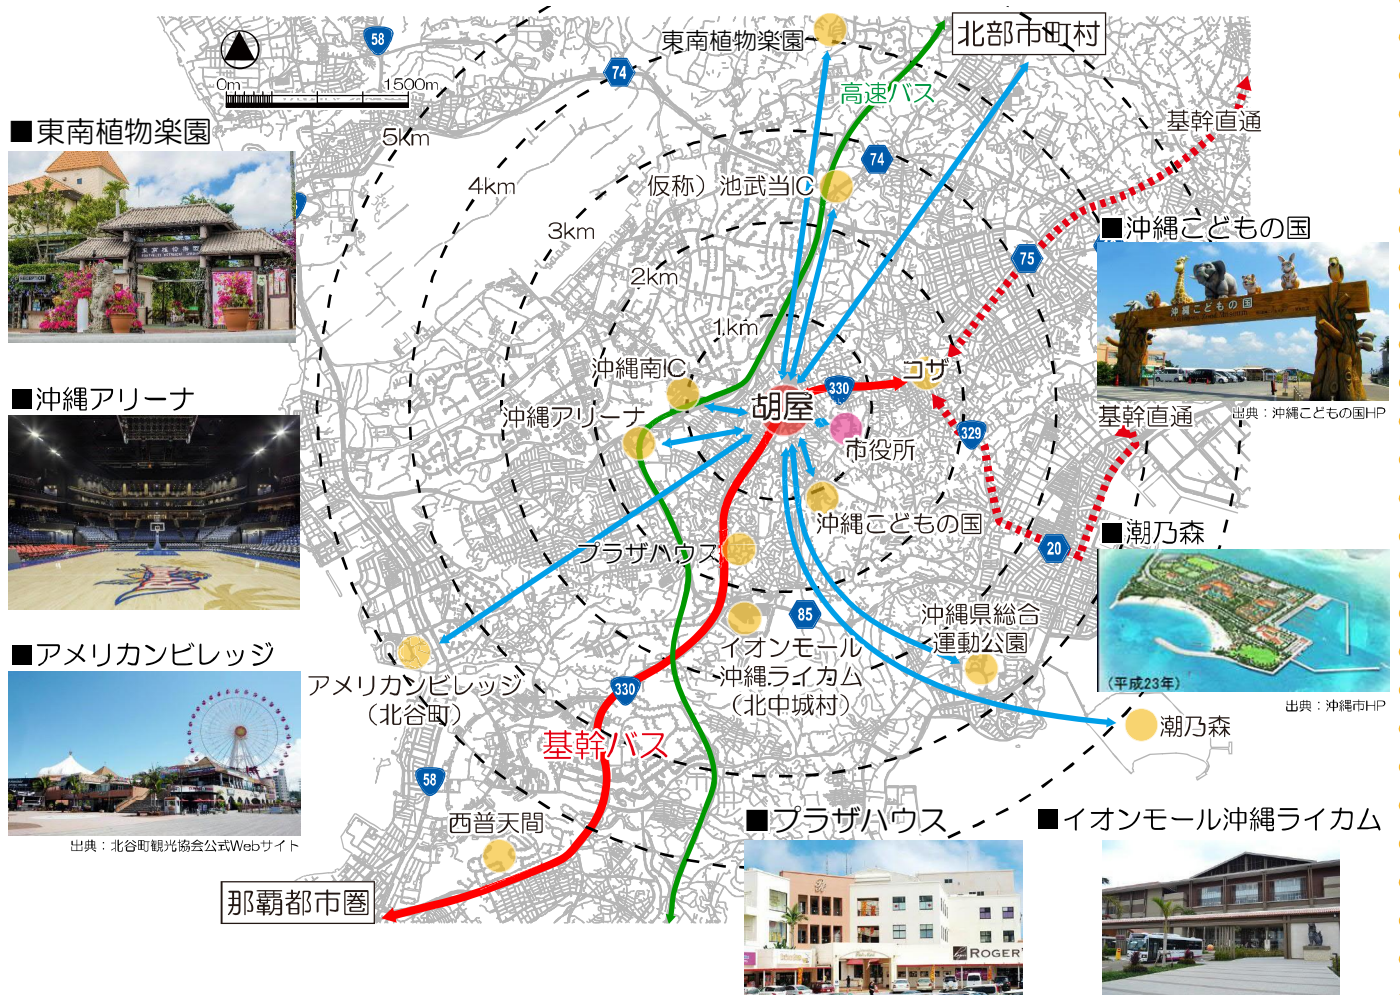 58
74
東南植物楽園
北部市町村
0m 1500m
高速バス
■東南植物楽園
5km
基幹直通
74
4km
仮称）池武当IC
■沖縄こどもの国
3km
75
2km
沖縄こどもの国
1km
沖縄南IC
コザ
330
■沖縄アリーナ
胡屋
出典：沖縄こどもの国HP
沖縄アリーナ
基幹直通
市役所
329
沖縄こどもの国
■潮乃森
プラザハウス
20
85
沖縄県総合
運動公園
イオンモール
沖縄ライカム
（北中城村）
■アメリカンビレッジ
アメリカンビレッジ
（北谷町）
(平成23年)
330
出典：沖縄市HP
潮乃森
基幹バス
58
西普天間
■プラザハウス
■イオンモール沖縄ライカム
出典：北谷町観光協会公式Webサイト
那覇都市圏
ROGER'